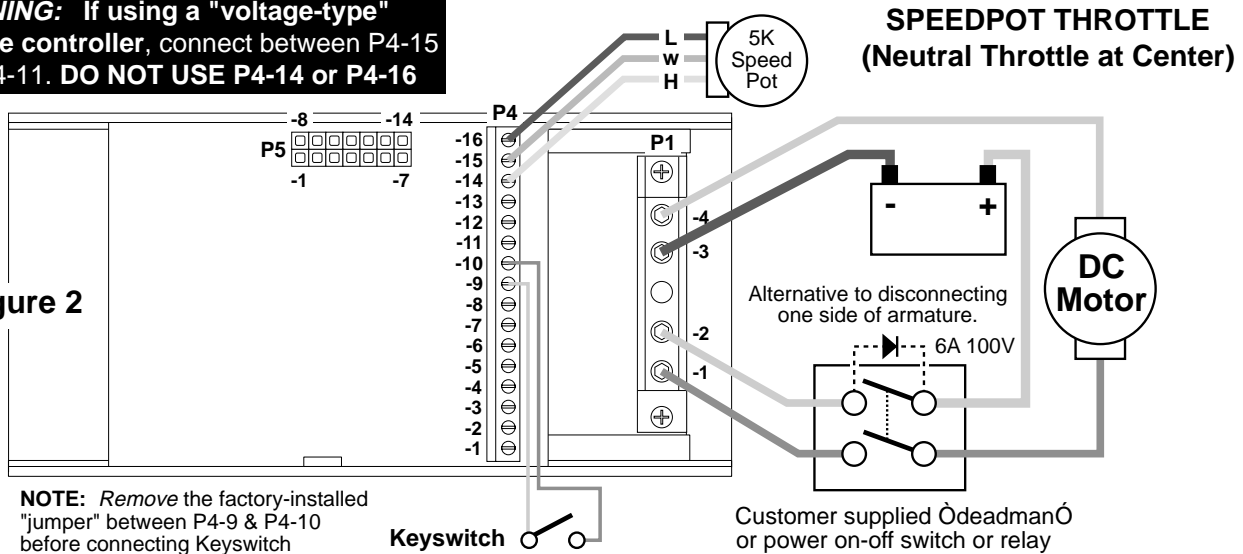 NING: If using a "voltage-type"
e controller, connect between P4-15
4-11. DO NOT USE P4-14 or P4-16
SPEEDPOT THROTTLE
(Neutral Throttle at Center)
L
W
H
5K
Speed
Pot
-8 -14
P5
-1 -7
P4
-16
-15
-14
-13
-12
-11
-10
-9
-8
-7
-6
-5
-4
-3
-2
-1
P1
-4
-3
-2
-1
- +
DC
Motor
gure 2
Alternative to disconnecting
one side of armature.
6A 100V
NOTE: Remove the factory-installed
"jumper" between P4-9 & P4-10
before connecting Keyswitch
Keyswitch
Customer supplied ÒdeadmanÓ
or power on-off switch or relay